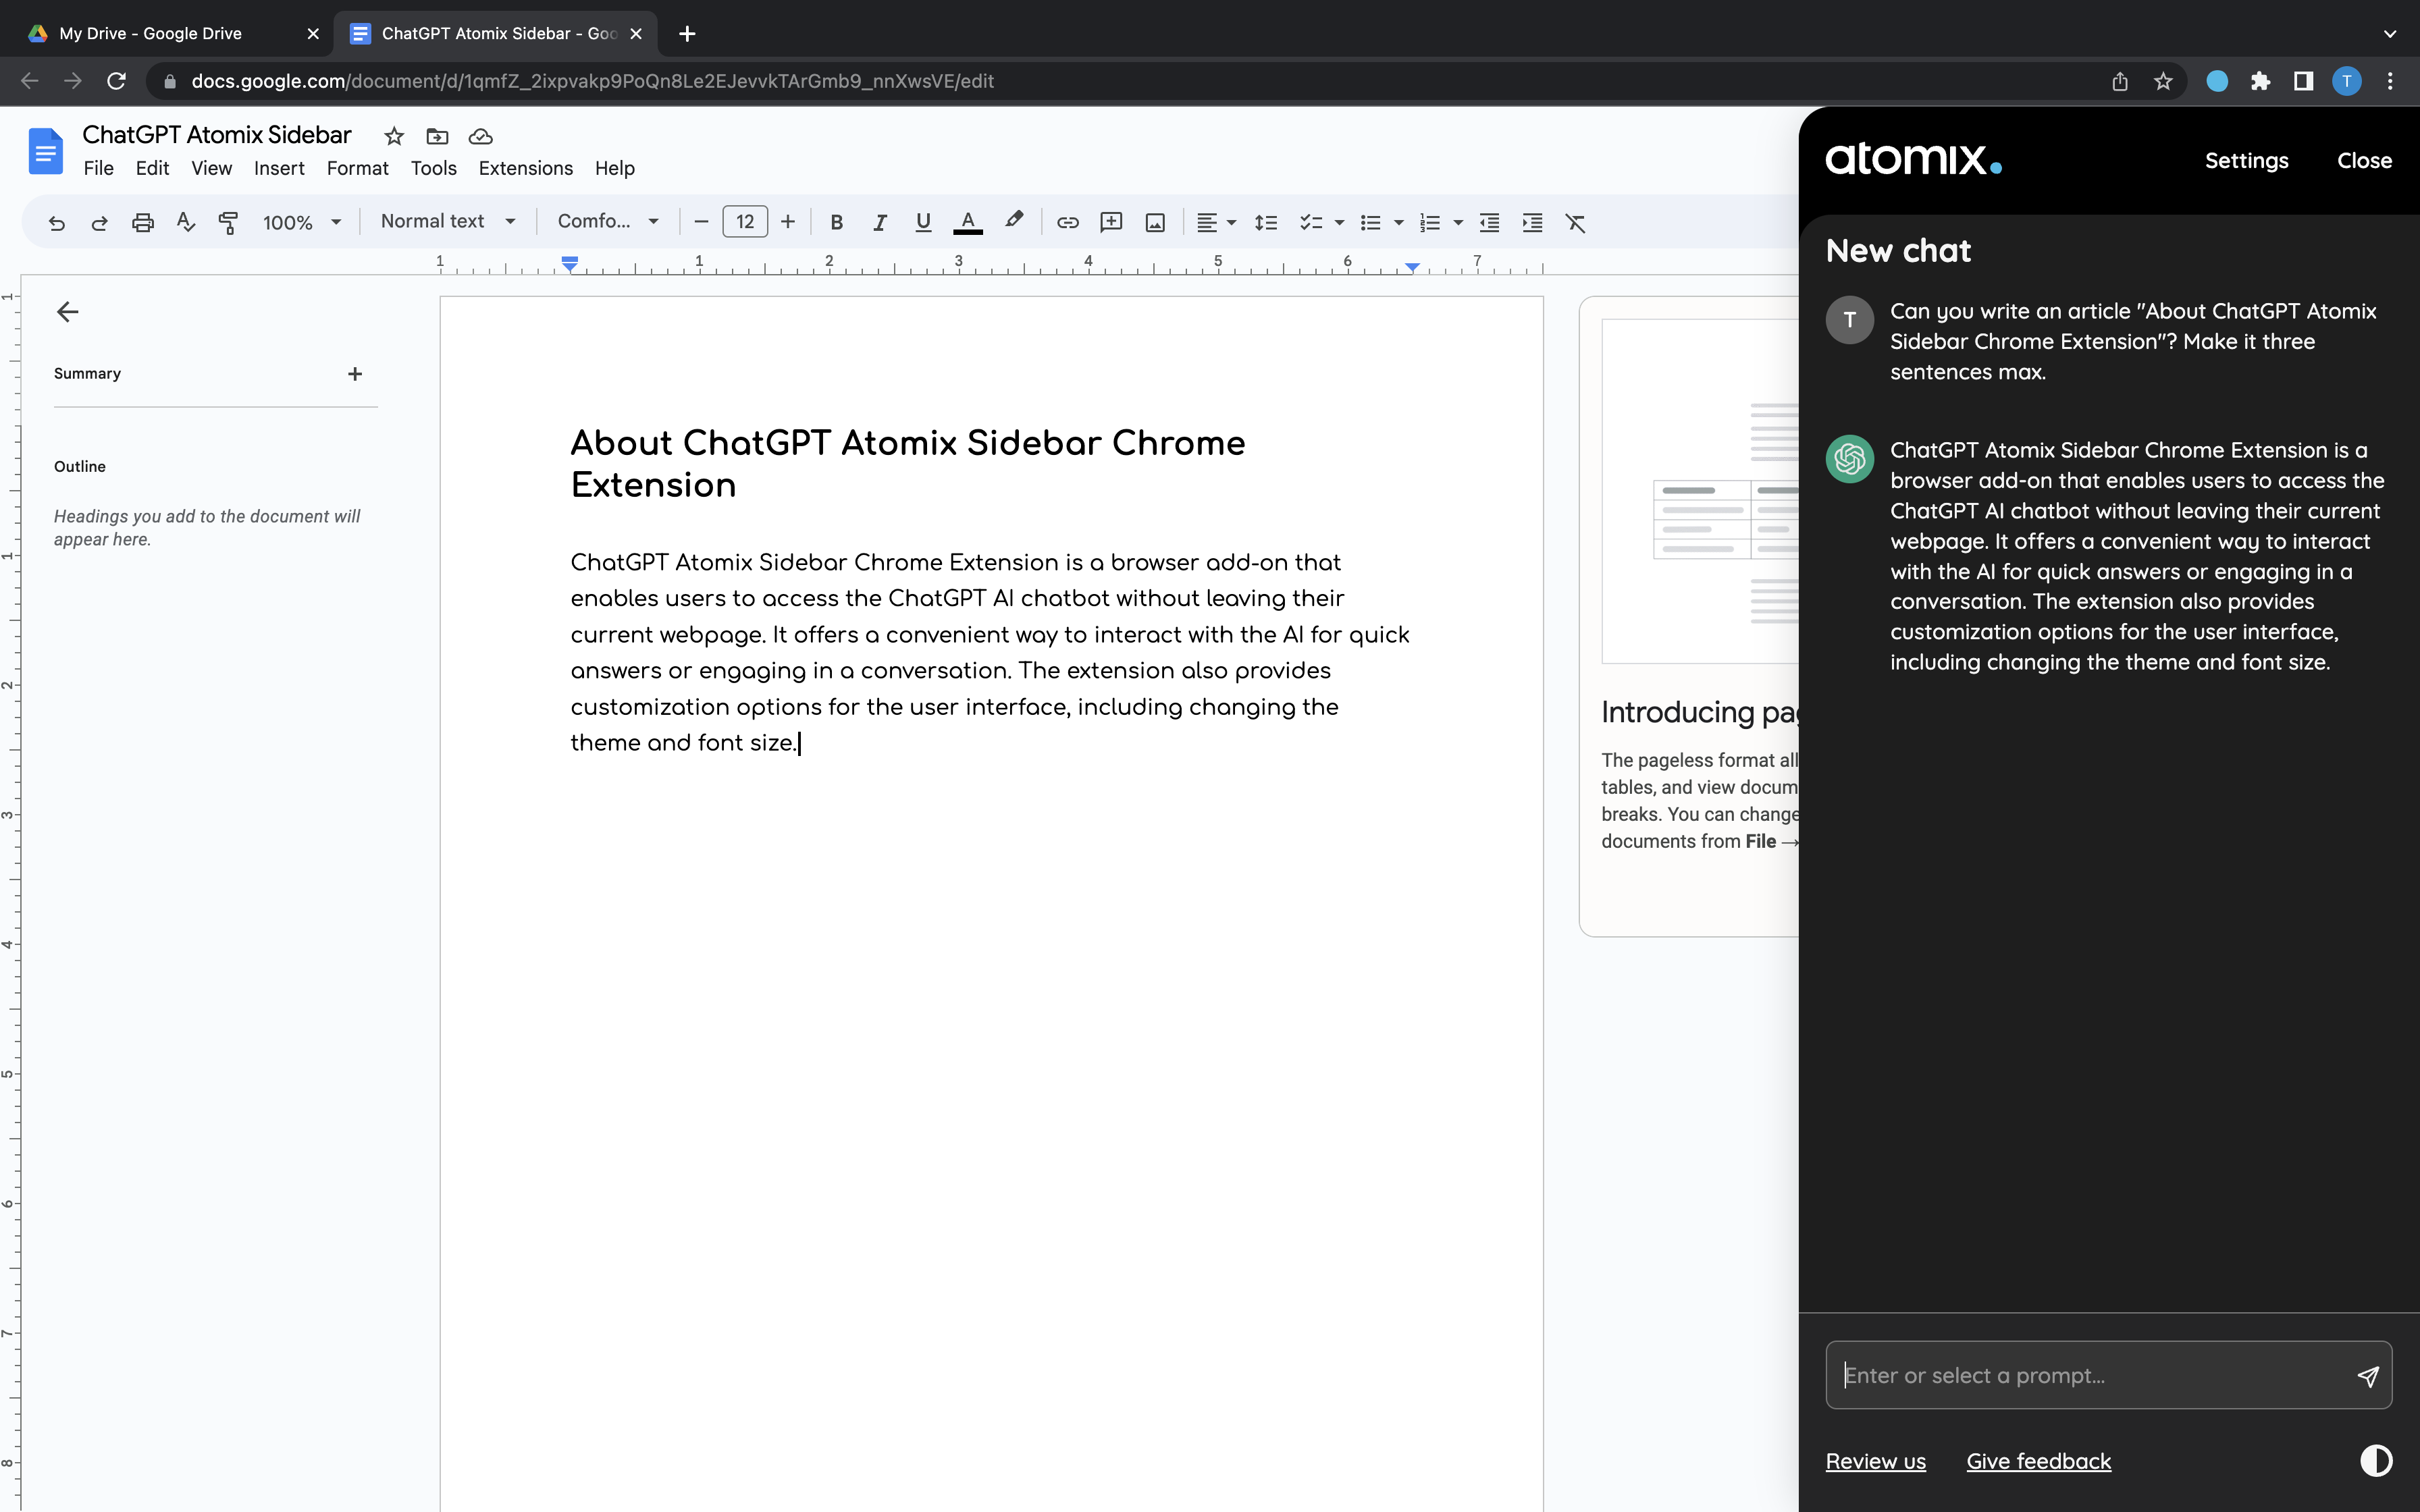 My Drive - Google Drive
ChatGPT Atomix Sidebar - Goo
docs.google.com/document/d/1qmfZ_2ixpvakp9PoQn8Le2EJevvkTArGmb9_nnXwsVE/edit
T
ChatGPT Atomix Sidebar
File Edit View Insert Format Tools Extensions Help
100% Normal text Comfo... 12 B I U A
1 1 2 3 4 5 6 7
1
1
2
3
4
5
6
7
8
Summary
Outline
Headings you add to the document will
appear here.
About ChatGPT Atomix Sidebar Chrome
Extension
ChatGPT Atomix Sidebar Chrome Extension is a browser add-on that
enables users to access the ChatGPT AI chatbot without leaving their
current webpage. It offers a convenient way to interact with the AI for quick
answers or engaging in a conversation. The extension also provides
customization options for the user interface, including changing the
theme and font size.
Introducing pag
The pageless format all
tables, and view docum
breaks. You can change
documents from File →
atomix.
Settings
Close
New chat
T
Can you write an article "About ChatGPT Atomix
Sidebar Chrome Extension"? Make it three
sentences max.
ChatGPT Atomix Sidebar Chrome Extension is a
browser add-on that enables users to access the
ChatGPT AI chatbot without leaving their current
webpage. It offers a convenient way to interact
with the AI for quick answers or engaging in a
conversation. The extension also provides
customization options for the user interface,
including changing the theme and font size.
Enter or select a prompt...
Review us
Give feedback